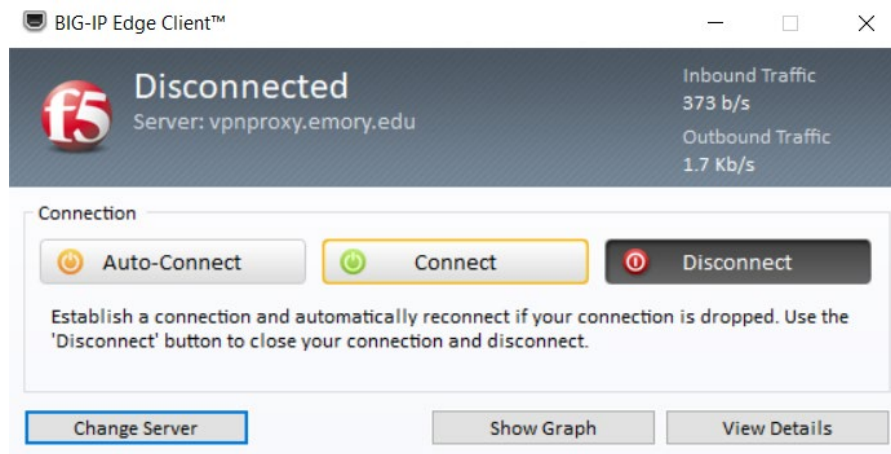 BIG-IP Edge Client™
f5
Disconnected
Server: vpnproxy.emory.edu
Inbound Traffic
373 b/s
Outbound Traffic
1.7 Kb/s
Connection
Auto-Connect
Connect
Disconnect
Establish a connection and automatically reconnect if your connection is dropped. Use the
'Disconnect' button to close your connection and disconnect.
Change Server
Show Graph
View Details